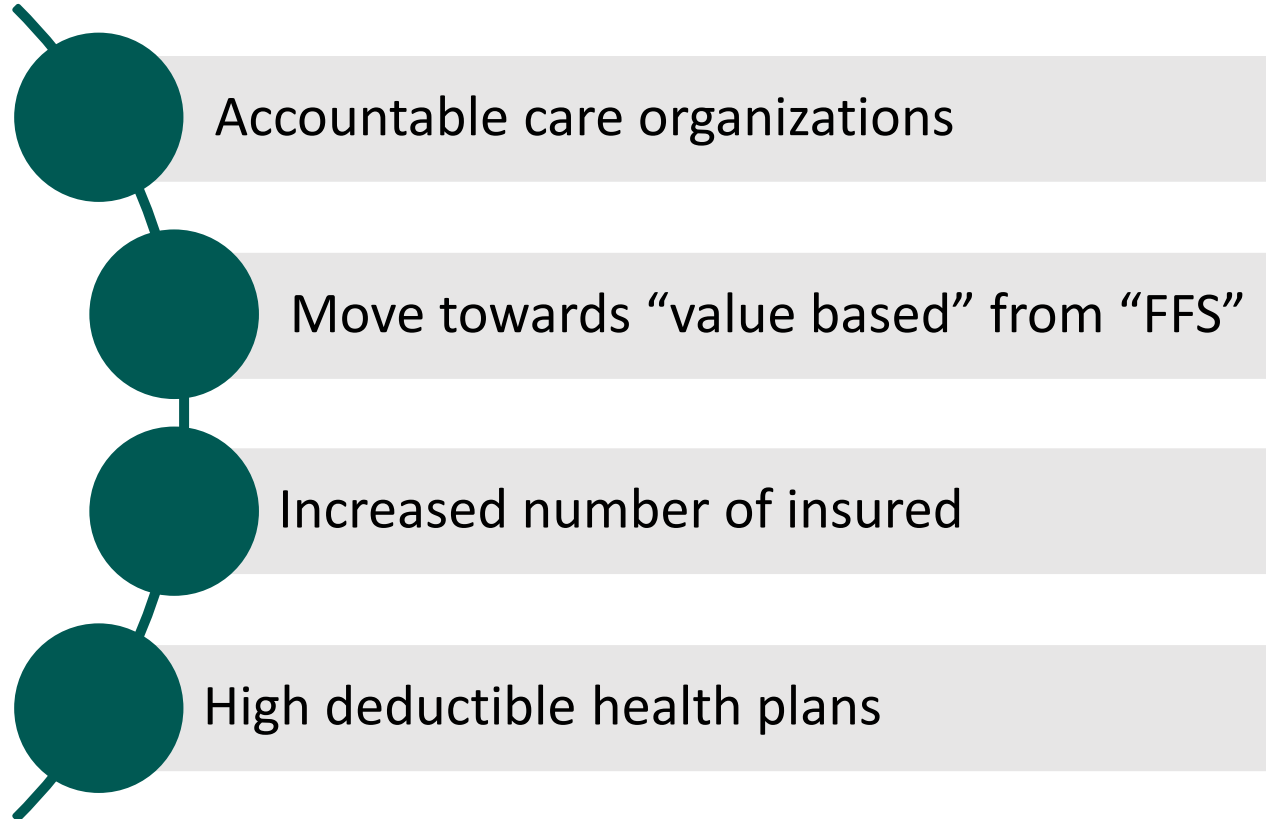 Accountable care organizations
Move towards “value based” from “FFS”
Increased number of insured
High deductible health plans